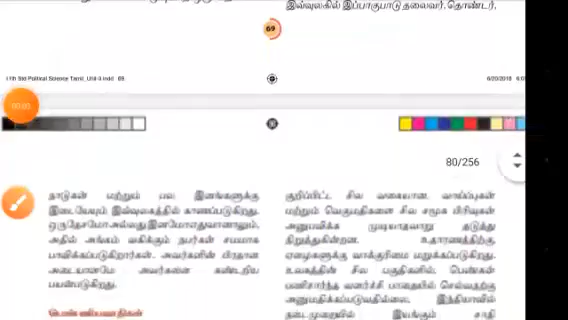 இவ்வுலகில் இப்பாகுபாடு தலைவர், தொண்டர்,
69
11th Std Political Science Tamil_Unit-3.indd 69
6/20/2018
80/256
நாடுகள் மற்றும் பல இனங்களுக்கு
இடையேயும் இவ்வுலகத்தில் காணப்படுகிறது.
ஒருதேசமோ அல்லது இனமோ எதுவானாலும்,
அதில் அங்கம் வகிக்கும் நபர்கள் சமமாக
பாவிக்கப்படுகிறார்கள். அவர்களின் பிரதான
அடையாளமே அவர்களை கண்டறிய
பயன்படுகிறது.
குறிப்பிட்ட சில வகையான வாய்ப்புகள்
மற்றும் வெகுமதிகளை சில சமூக பிரிவுகள்
அனுபவிக்க முடியாதவாறு தடுத்து
நிறுத்துகின்றன. உதாரணத்திற்கு
ஏழைகளுக்கு வாக்குரிமை மறுக்கப்படுகிறது.
உலகத்தின் சில பகுதிகளில், பெண்கள்
பணிசார்ந்த வளர்ச்சி பாதையில் செல்வதற்கு
அனுமதிக்கப்படுவதில்லை. இந்தியாவில்
நடைமுறையில் இயங்கும் சாதி